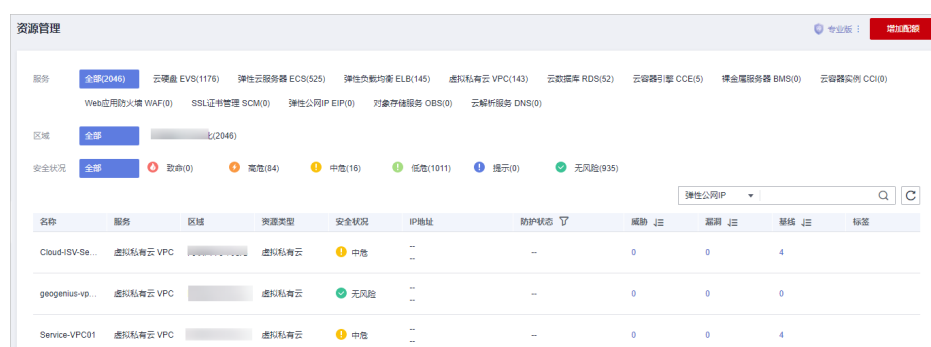 资源管理 专业版 增加配额
服务 全部(2046) 云硬盘 EVS(1176) 弹性云服务器 ECS(525) 弹性负载均衡 ELB(145) 虚拟私有云 VPC(143) 云数据库 RDS(52) 云容器引擎 CCE(5) 裸金属服务器 BMS(0) 云容器实例 CCI(0)
Web应用防火墙 WAF(0) SSL证书管理 SCM(0) 弹性公网IP EIP(0) 对象存储服务 OBS(0) 云解析服务 DNS(0)
区域 全部 (2046)
安全状况 全部 致命(0) 高危(84) 中危(16) 低危(1011) 提示(0) 无风险(935)
弹性公网IP
名称 服务 区域 资源类型 安全状况 IP地址 防护状态 威胁 漏洞 基线 标签
Cloud-ISV-Se... 虚拟私有云 VPC 虚拟私有云 中危 -- -- 0 0 4
--
geogenius-vp... 虚拟私有云 VPC 虚拟私有云 无风险 -- -- 0 0 0
--
Service-VPC01 虚拟私有云 VPC 虚拟私有云 中危 -- -- 0 0 4
--